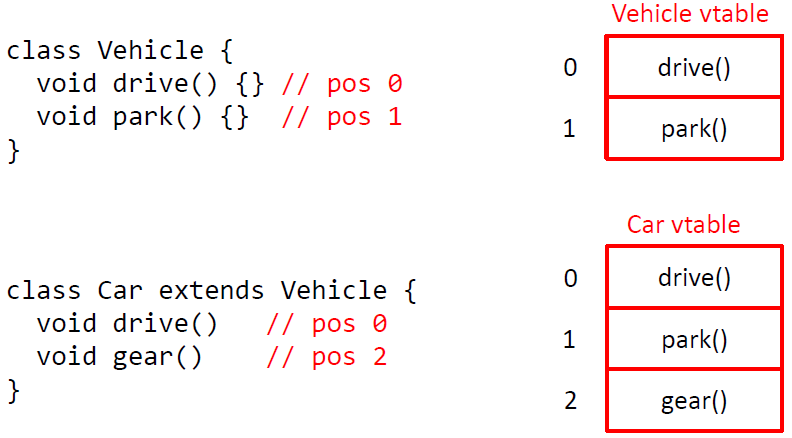 Vehicle vtable
class Vehicle {
void drive() {} // pos 0
void park() {} // pos 1
}
0 drive()
1 park()
Car vtable
class Car extends Vehicle {
void drive() // pos 0
void gear() // pos 2
}
0 drive()
1 park()
2 gear()